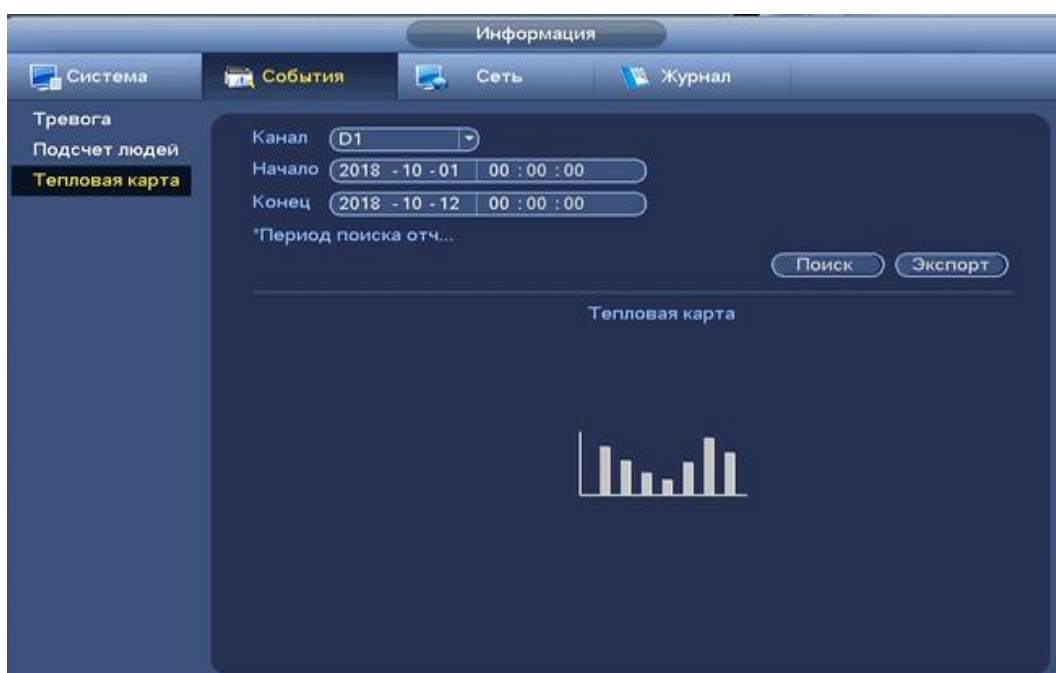 Информация
Система
События
Сеть
Журнал
Тревога
Подсчет людей
Тепловая карта
Канал D1
Начало 2018 - 10 - 01 00 : 00 : 00
Конец 2018 - 10 - 12 00 : 00 : 00
*Период поиска отч...
Поиск Экспорт
Тепловая карта